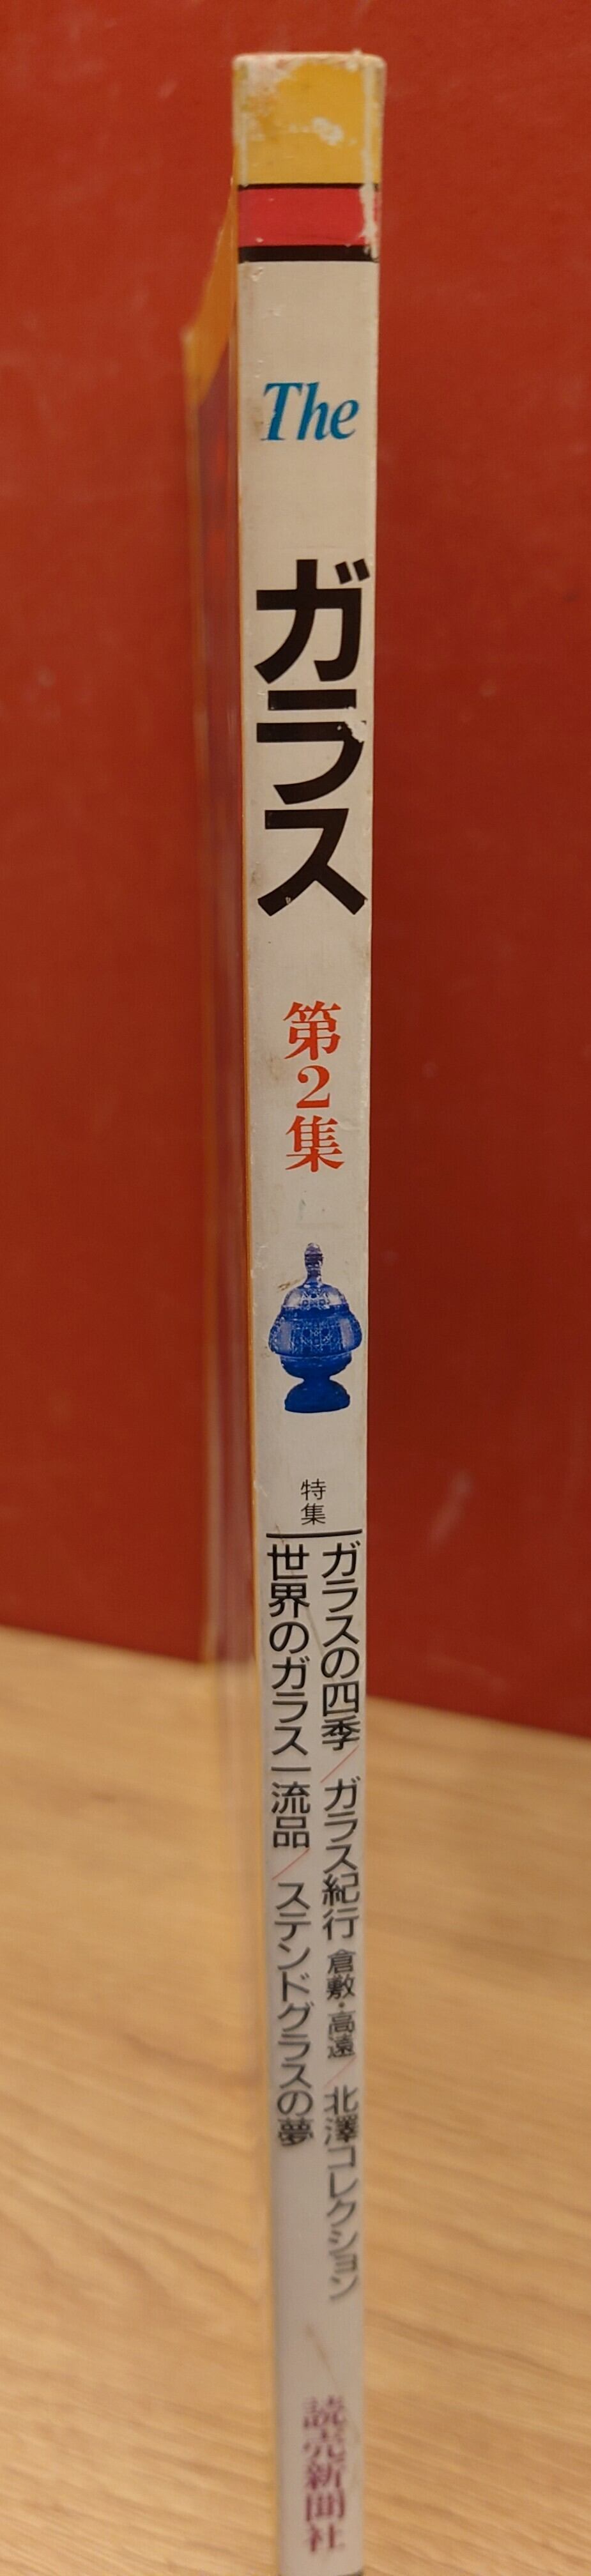 The
ガラス
第2集
特集
ガラスの四季/ガラス紀行 倉敷・高遠/北澤コレクション
世界のガラス一流品/ステンドグラスの夢
読売新聞社